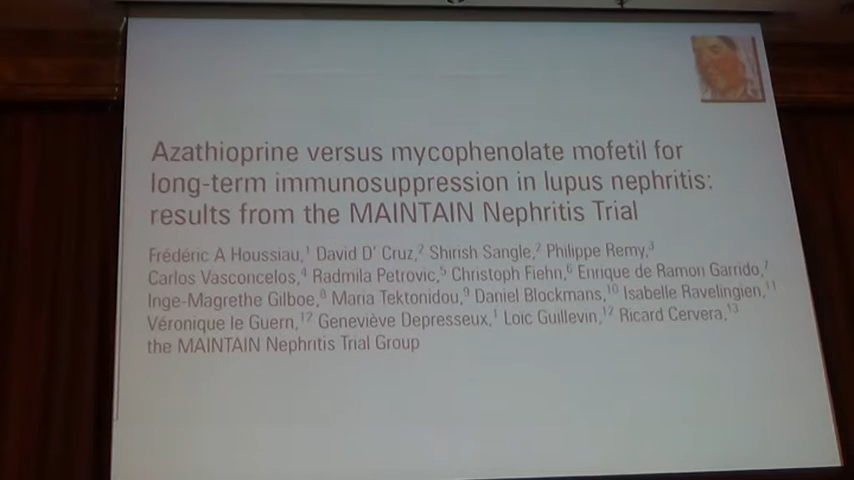 Azathioprine versus mycophenolate mofetil for
long-term immunosuppression in lupus nephritis:
results from the MAINTAIN Nephritis Trial
Frédéric A Houssiau,¹ David D' Cruz,² Shirish Sangle,² Philippe Remy,³
Carlos Vasconcelos,⁴ Radmila Petrovic,⁵ Christoph Fiehn,⁶ Enrique de Ramon Garrido,⁷
Inge-Magrethe Gilboe,⁸ Maria Tektonidou,⁹ Daniel Blockmans,¹⁰ Isabelle Ravelingien,¹¹
Véronique le Guern,¹² Geneviève Depresseux,¹ Loïc Guillevin,¹² Ricard Cervera,¹³
the MAINTAIN Nephritis Trial Group